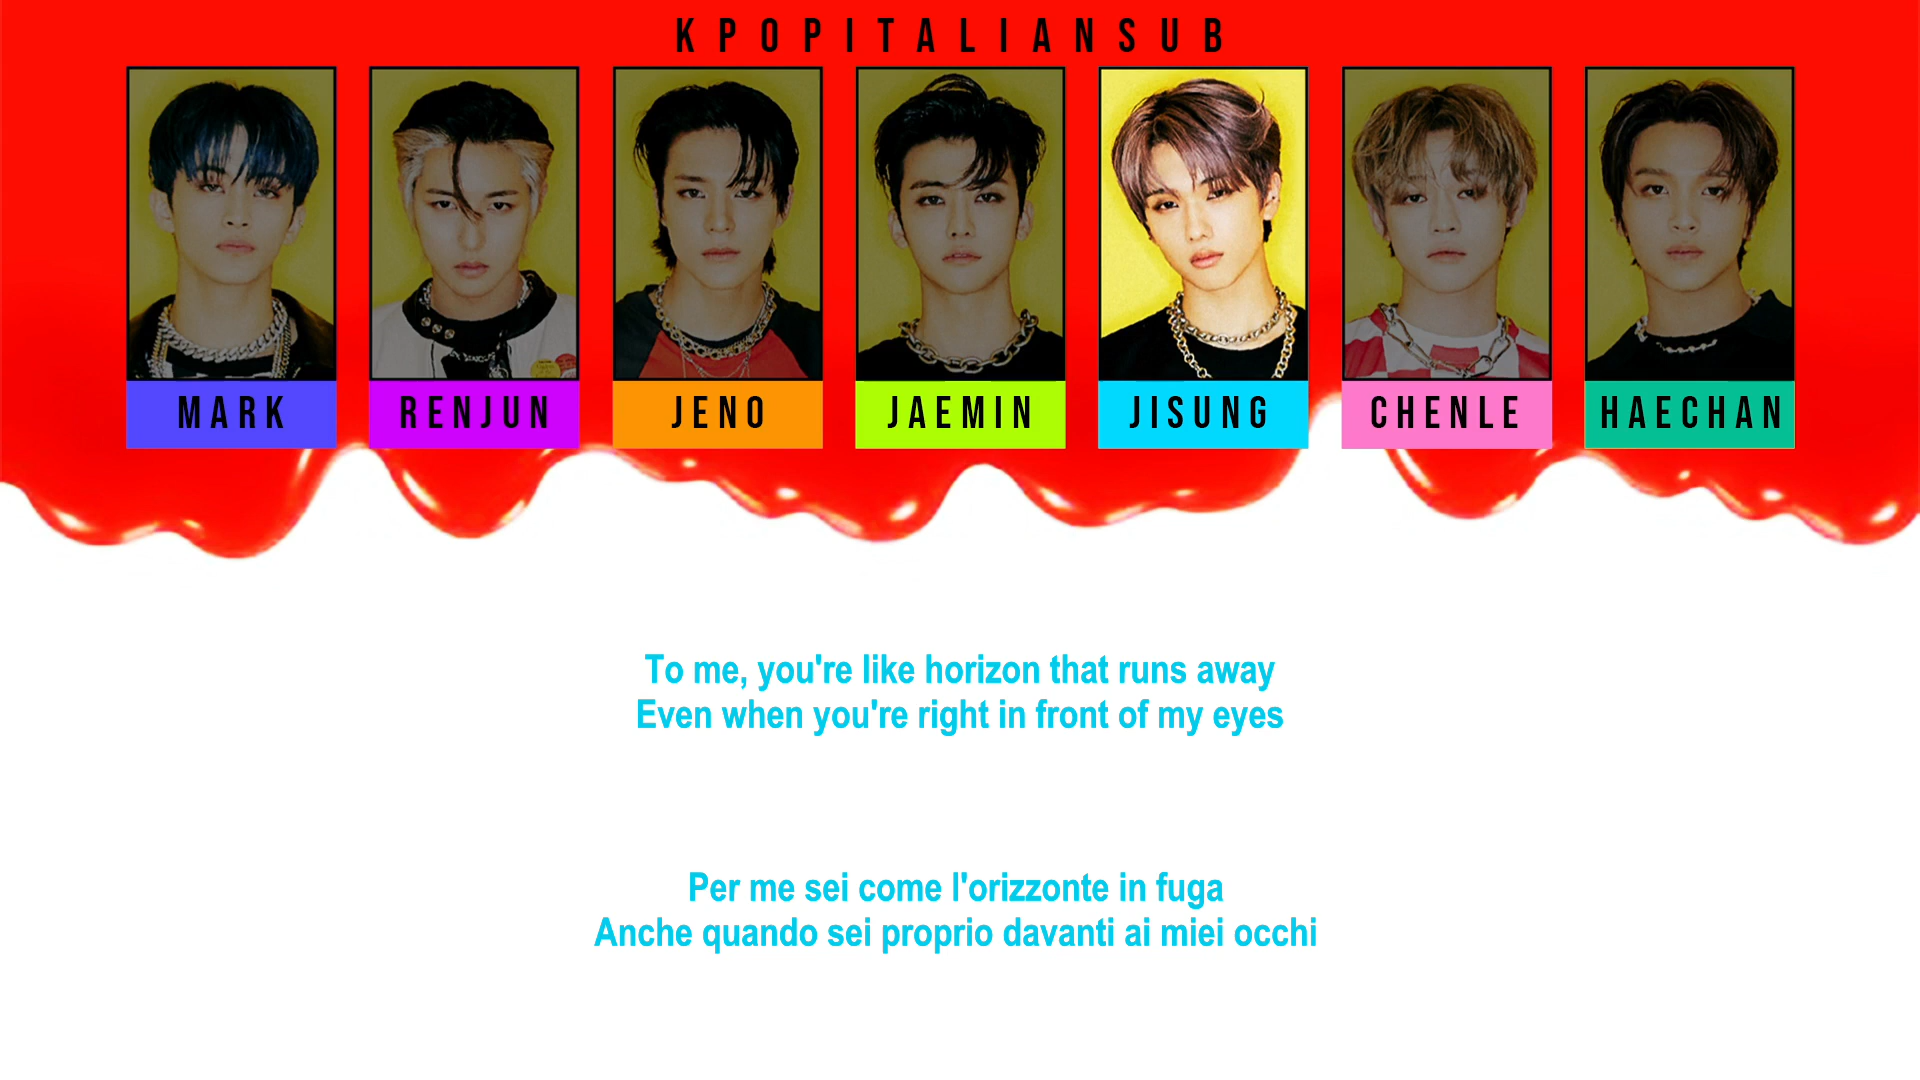 KPOPITALIANSUB
MARK
RENJUN
JENO
JAEMIN
JISUNG
CHENLE
HAECHAN
To me, you're like horizon that runs away
Even when you're right in front of my eyes
Per me sei come l'orizzonte in fuga
Anche quando sei proprio davanti ai miei occhi